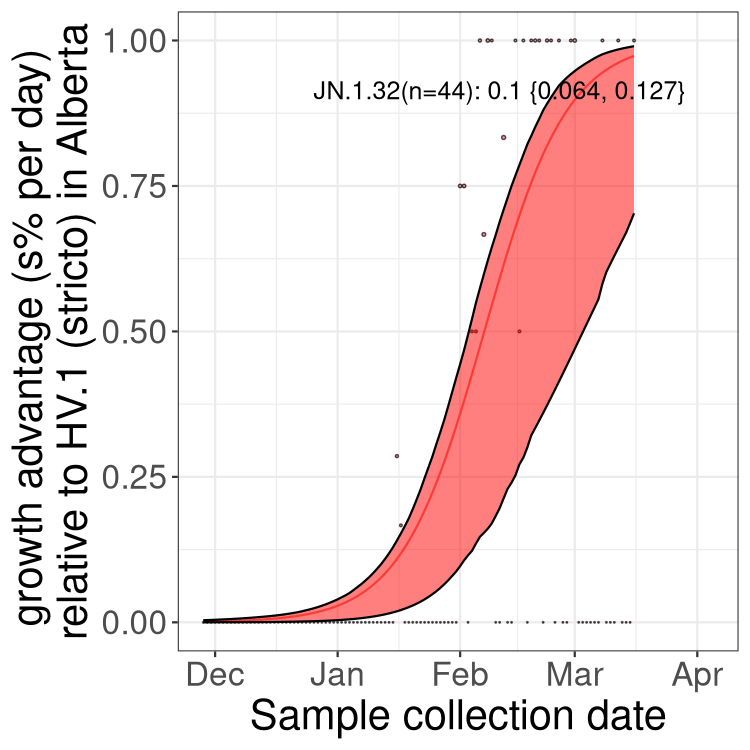 growth advantage (s% per day)
relative to HV.1 (stricto) in Alberta
1.00
0.75
0.50
0.25
0.00
JN.1.32(n=44): 0.1 {0.064, 0.127}
Dec Jan Feb Mar Apr
Sample collection date